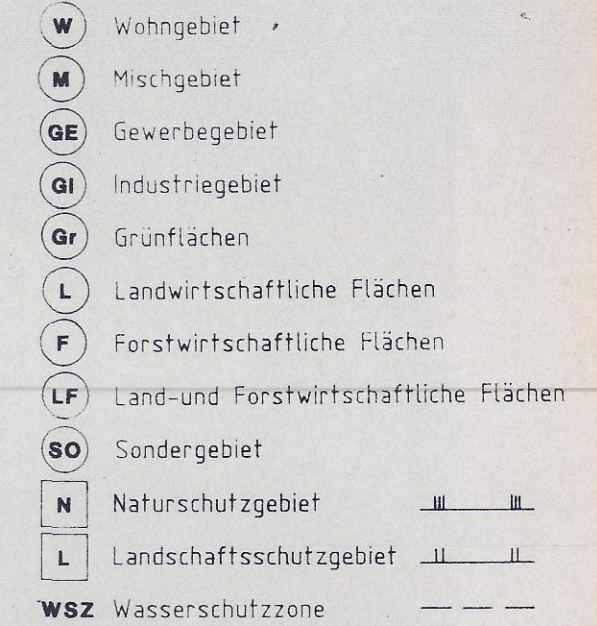 W Wohngebiet
M Mischgebiet
GE Gewerbegebiet
GI Industriegebiet
Gr Grünflächen
L Landwirtschaftliche Flächen
F Forstwirtschaftliche Flächen
LF Land-und Forstwirtschaftliche Flächen
SO Sondergebiet
N Naturschutzgebiet
L Landschaftsschutzgebiet
WSZ Wasserschutzzone